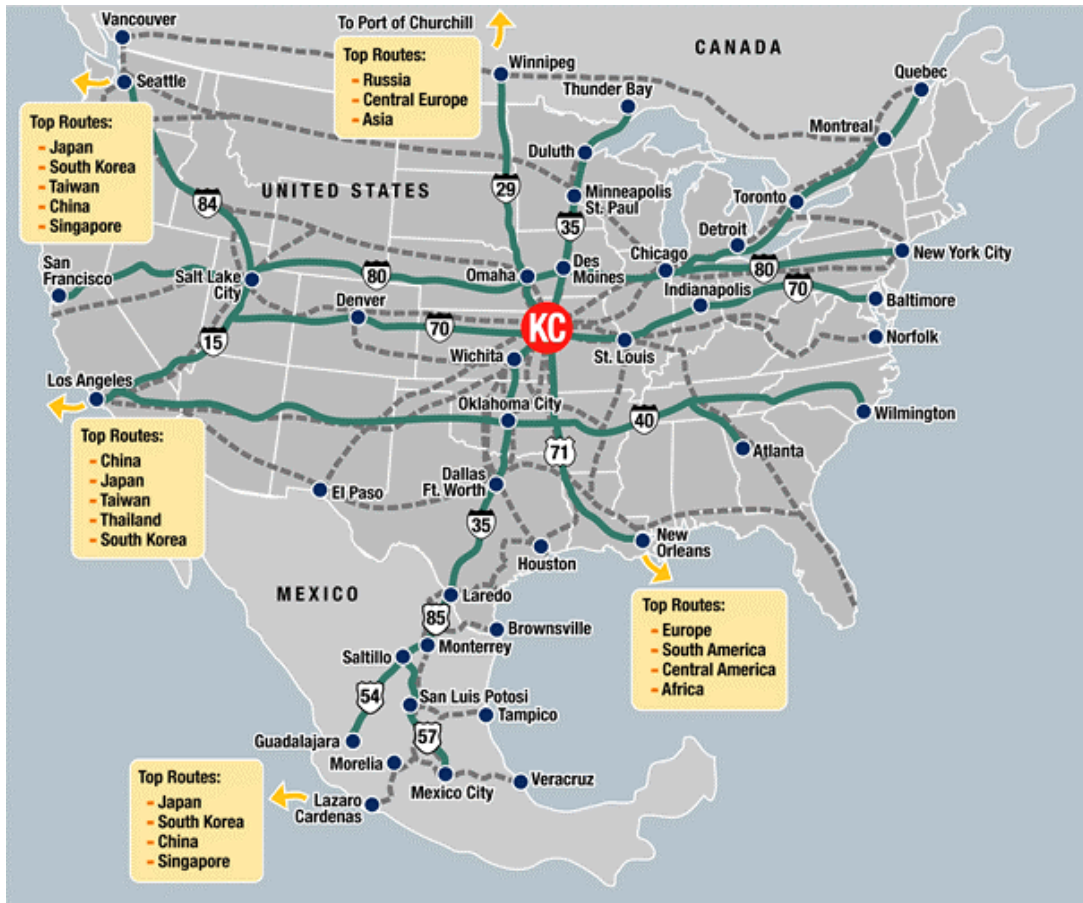 Vancouver
To Port of Churchill
CANADA
Top Routes:
- Russia
- Central Europe
- Asia
Winnipeg
Seattle
Thunder Bay
Quebec
Top Routes:
- Japan
- South Korea
- Taiwan
- China
- Singapore
Montreal
Duluth
29
UNITED STATES
84
Minneapolis
St. Paul
Toronto
35
Detroit
Chicago
New York City
San
Francisco
Salt Lake
City
80
Omaha
Des
Moines
80
Indianapolis
70
Baltimore
Denver
70
KC
St. Louis
Norfolk
15
Wichita
Los Angeles
Oklahoma City
40
Wilmington
Top Routes:
- China
- Japan
- Taiwan
- Thailand
- South Korea
71
Atlanta
Dallas
Ft. Worth
El Paso
35
New
Orleans
Houston
MEXICO
Laredo
Top Routes:
- Europe
- South America
- Central America
- Africa
85
Brownsville
Monterrey
Saltillo
54
San Luis Potosi
Tampico
57
Guadalajara
Morelia
Mexico City
Veracruz
Top Routes:
- Japan
- South Korea
- China
- Singapore
Lazaro
Cardenas